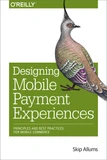 O'REILLY®
Designing
Mobile
Payment
Experiences
PRINCIPLES AND BEST PRACTICES
FOR MOBILE COMMERCE
Skip Allums